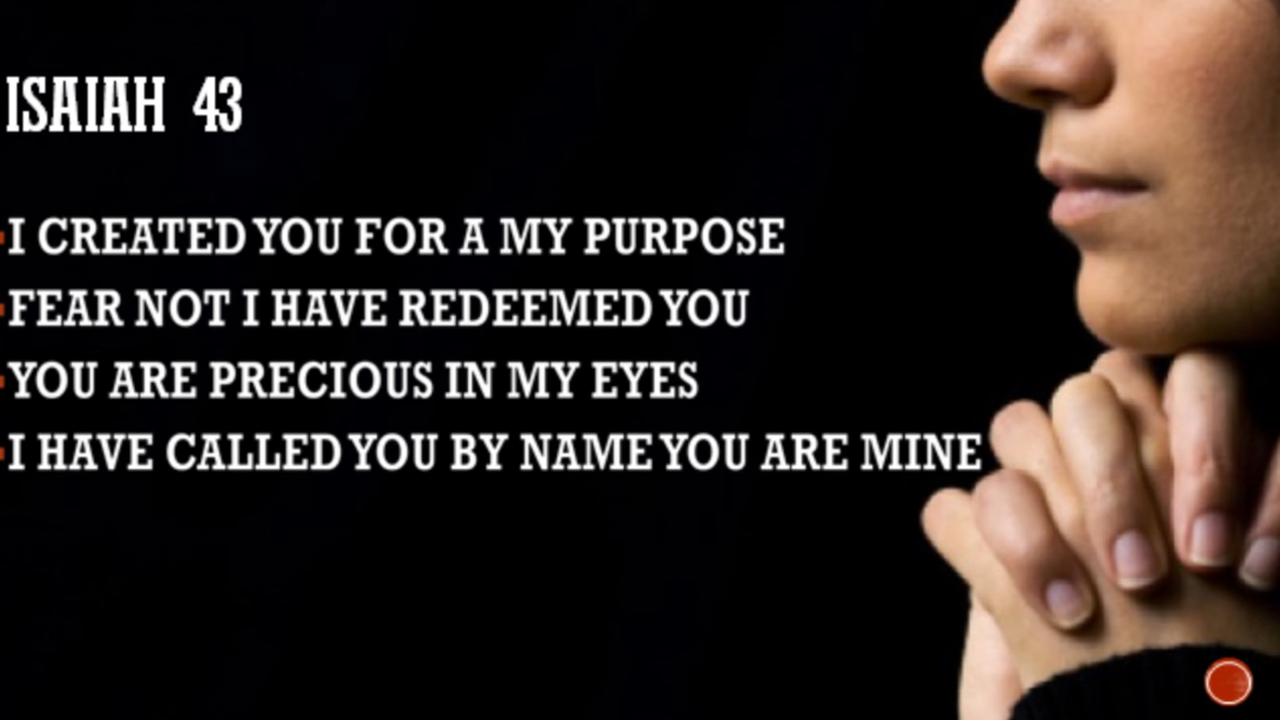 ISAIAH 43
I CREATED YOU FOR A MY PURPOSE
FEAR NOT I HAVE REDEEMED YOU
YOU ARE PRECIOUS IN MY EYES
I HAVE CALLED YOU BY NAME YOU ARE MINE